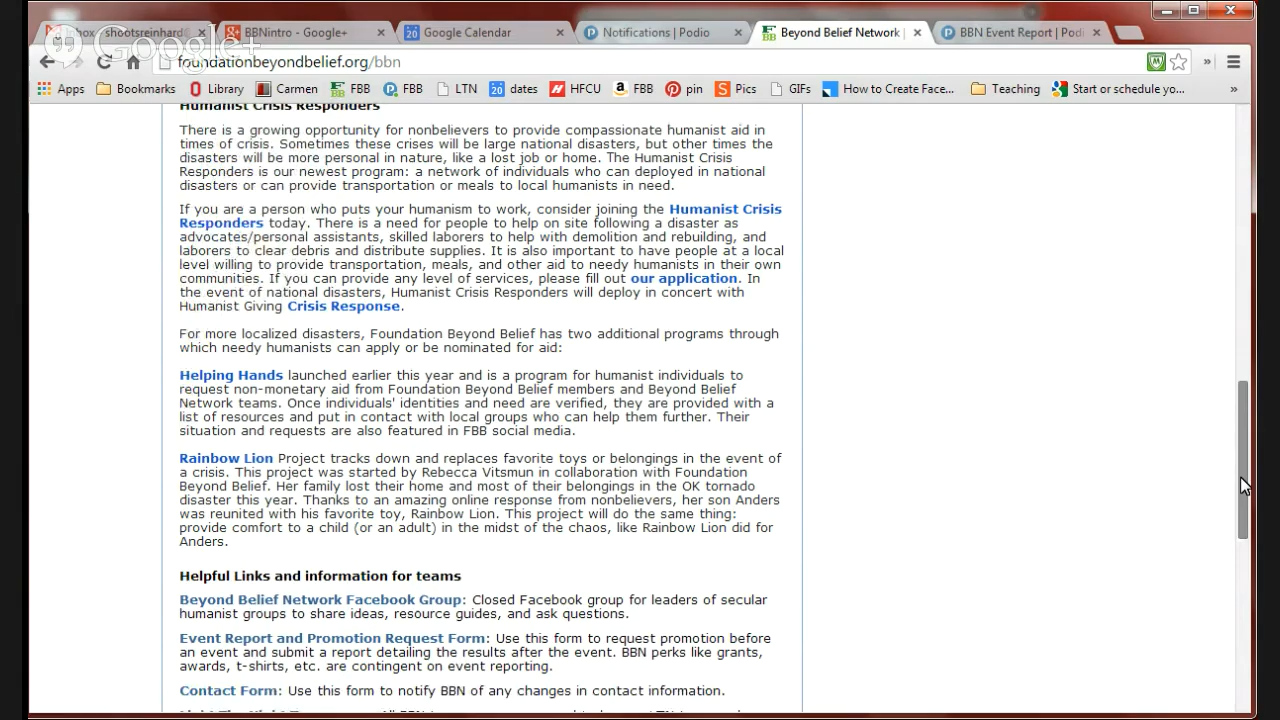 Inbox - shootsreinhard@
BBNintro - Google+
Google Calendar
Notifications | Podio
Beyond Belief Network |
BBN Event Report | Podi
Google+
foundationbeyondbelief.org/bbn
Apps Bookmarks Library Carmen FBB FBB LTN dates HFCU FBB pin Pics GIFs How to Create Face... Teaching Start or schedule yo...
Humanist Crisis Responders
There is a growing opportunity for nonbelievers to provide compassionate humanist aid in
times of crisis. Sometimes these crises will be large national disasters, but other times the
disasters will be more personal in nature, like a lost job or home. The Humanist Crisis
Responders is our newest program: a network of individuals who can deployed in national
disasters or can provide transportation or meals to local humanists in need.
If you are a person who puts your humanism to work, consider joining the Humanist Crisis
Responders today. There is a need for people to help on site following a disaster as
advocates/personal assistants, skilled laborers to help with demolition and rebuilding, and
laborers to clear debris and distribute supplies. It is also important to have people at a local
level willing to provide transportation, meals, and other aid to needy humanists in their own
communities. If you can provide any level of services, please fill out our application. In
the event of national disasters, Humanist Crisis Responders will deploy in concert with
Humanist Giving Crisis Response.
For more localized disasters, Foundation Beyond Belief has two additional programs through
which needy humanists can apply or be nominated for aid:
Helping Hands launched earlier this year and is a program for humanist individuals to
request non-monetary aid from Foundation Beyond Belief members and Beyond Belief
Network teams. Once individuals' identities and need are verified, they are provided with a
list of resources and put in contact with local groups who can help them further. Their
situation and requests are also featured in FBB social media.
Rainbow Lion Project tracks down and replaces favorite toys or belongings in the event of
a crisis. This project was started by Rebecca Vitsmun in collaboration with Foundation
Beyond Belief. Her family lost their home and most of their belongings in the OK tornado
disaster this year. Thanks to an amazing online response from nonbelievers, her son Anders
was reunited with his favorite toy, Rainbow Lion. This project will do the same thing:
provide comfort to a child (or an adult) in the midst of the chaos, like Rainbow Lion did for
Anders.
Helpful Links and information for teams
Beyond Belief Network Facebook Group: Closed Facebook group for leaders of secular
humanist groups to share ideas, resource guides, and ask questions.
Event Report and Promotion Request Form: Use this form to request promotion before
an event and submit a report detailing the results after the event. BBN perks like grants,
awards, t-shirts, etc. are contingent on event reporting.
Contact Form: Use this form to notify BBN of any changes in contact information.